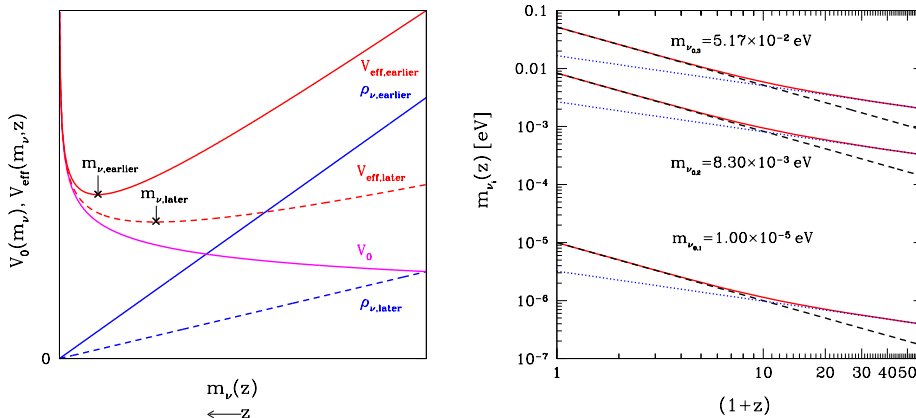 V₀(m_ν), V_eff(m_ν,z)
V_eff,earlier
ρ_ν,earlier
m_ν,earlier
m_ν,later
V_eff,later
V₀
ρ_ν,later
0
m_ν(z)
← z
m_νᵢ(z) [eV]
0.1
0.01
10⁻³
10⁻⁴
10⁻⁵
10⁻⁶
10⁻⁷
m_ν₀,₃=5.17×10⁻² eV
m_ν₀,₂=8.30×10⁻³ eV
m_ν₀,₁=1.00×10⁻⁵ eV
1 10 20 30 40 50
(1+z)